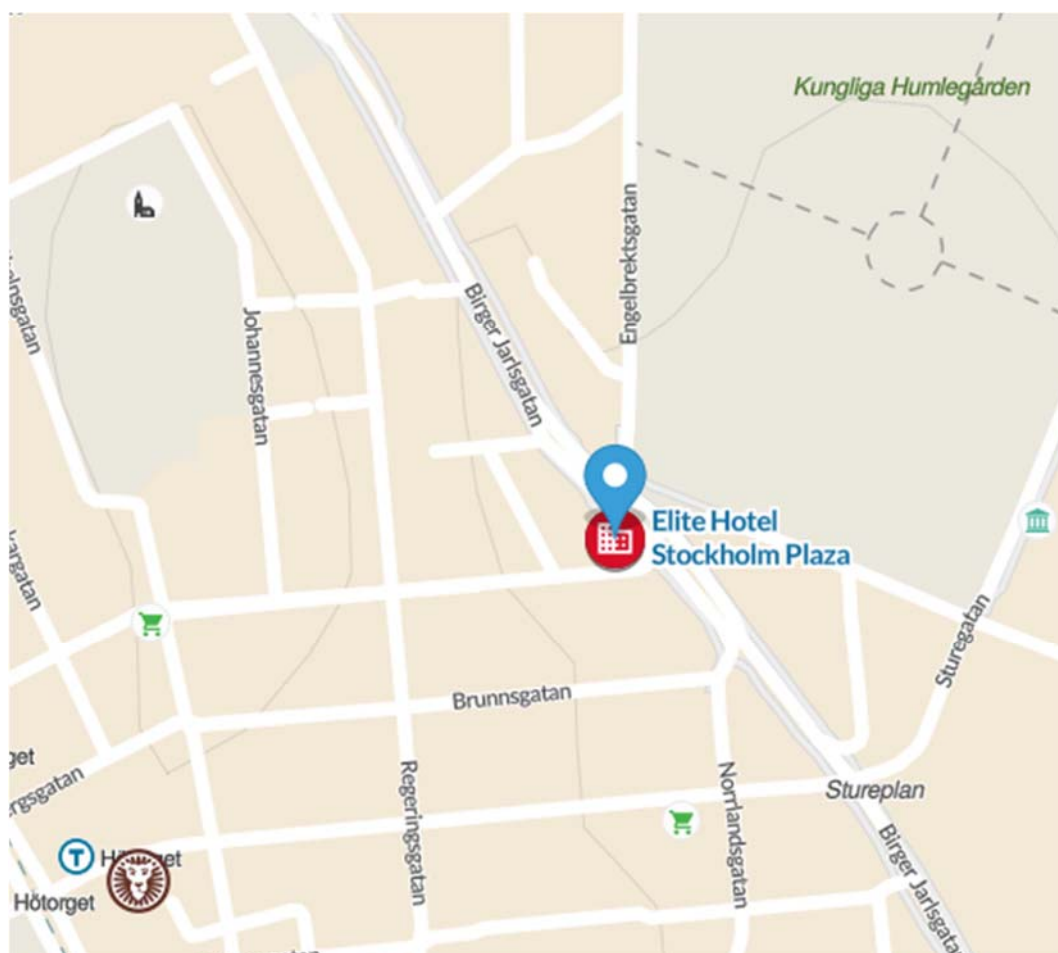 Kungliga Humlegården
Engelbrektsgatan
Birger Jarlsgatan
Johannesgatan
Elite Hotel
Stockholm Plaza
Sturegatan
Brunnsgatan
Regeringsgatan
Norrlandsgatan
Stureplan
Birger Jarlsgatan
T
Hötorget